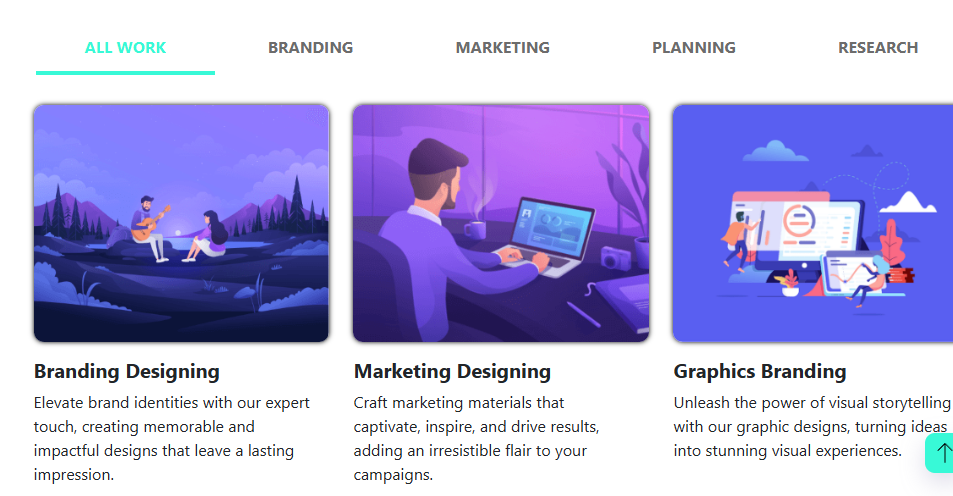 ALL WORK BRANDING MARKETING PLANNING RESEARCH
Branding Designing
Elevate brand identities with our expert
touch, creating memorable and
impactful designs that leave a lasting
impression.
Marketing Designing
Craft marketing materials that
captivate, inspire, and drive results,
adding an irresistible flair to your
campaigns.
Graphics Branding
Unleash the power of visual storytelling
with our graphic designs, turning ideas
into stunning visual experiences.